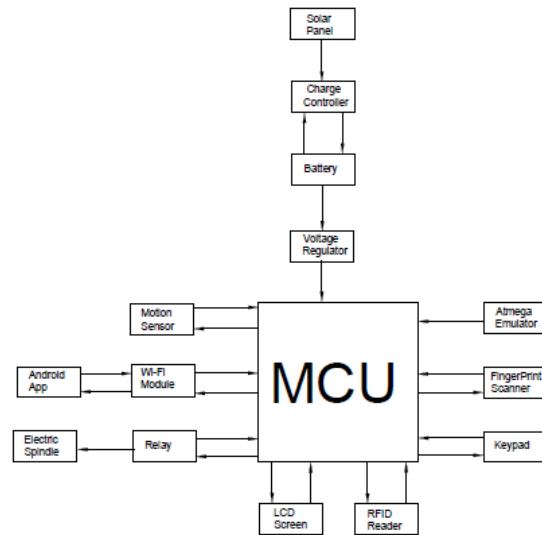 Solar
Panel
Charge
Controller
Battery
Voltage
Regulator
Motion
Sensor
MCU
Atmega
Emulator
Android
App
Wi-Fi
Module
FingerPrint
Scanner
Electric
Spindle
Relay
Keypad
LCD
Screen
RFID
Reader